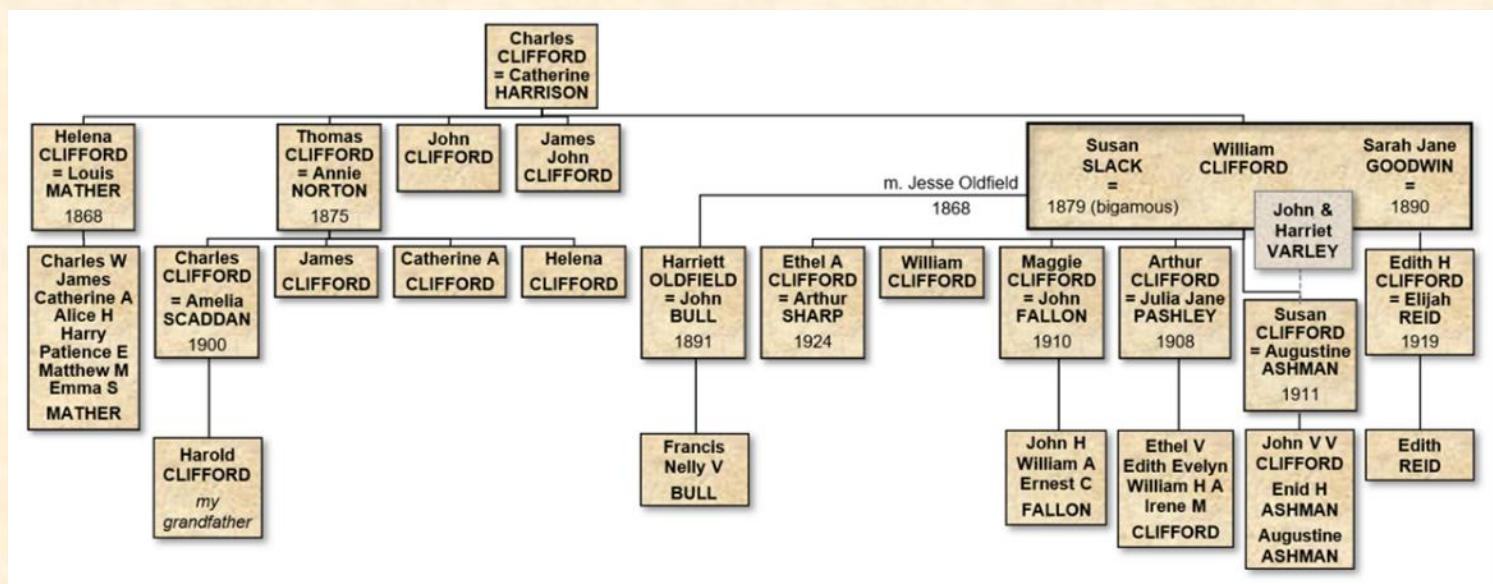 Charles
CLIFFORD
= Catherine
HARRISON
Helena
CLIFFORD
= Louis
MATHER
1868
Thomas
CLIFFORD
= Annie
NORTON
1875
John
CLIFFORD
James
John
CLIFFORD
m. Jesse Oldfield
1868
Susan
SLACK
=
1879 (bigamous)
William
CLIFFORD
Sarah Jane
GOODWIN
=
1890
John &
Harriet
VARLEY
Charles W
James
Catherine A
Alice H
Harry
Patience E
Matthew M
Emma S
MATHER
Charles
CLIFFORD
= Amelia
SCADDAN
1900
James
CLIFFORD
Catherine A
CLIFFORD
Helena
CLIFFORD
Harriett
OLDFIELD
= John
BULL
1891
Ethel A
CLIFFORD
= Arthur
SHARP
1924
William
CLIFFORD
Maggie
CLIFFORD
= John
FALLON
1910
Arthur
CLIFFORD
= Julia Jane
PASHLEY
1908
Susan
CLIFFORD
= Augustine
ASHMAN
1911
Edith H
CLIFFORD
= Elijah
REID
1919
Harold
CLIFFORD
my
grandfather
Francis
Nelly V
BULL
John H
William A
Ernest C
FALLON
Ethel V
Edith Evelyn
William H A
Irene M
CLIFFORD
John V V
CLIFFORD
Enid H
ASHMAN
Augustine
ASHMAN
Edith
REID